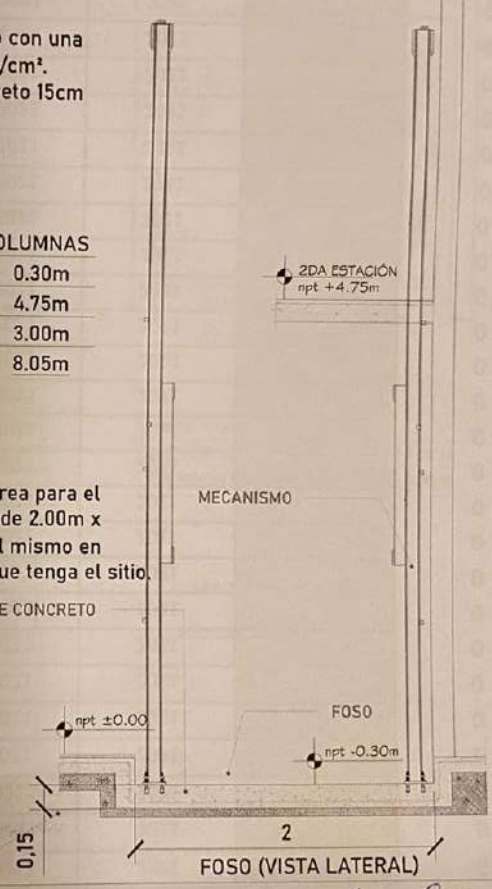 con una
/cm².
eto 15cm
OLUMNAS
0.30m
4.75m
3.00m
8.05m
2DA ESTACIÓN
npt +4.75m
rea para el
de 2.00m x
l mismo en
ue tenga el sitio.
MECANISMO
E CONCRETO
npt ±0.00
FOSO
npt -0.30m
0,15
2
FOSO (VISTA LATERAL)